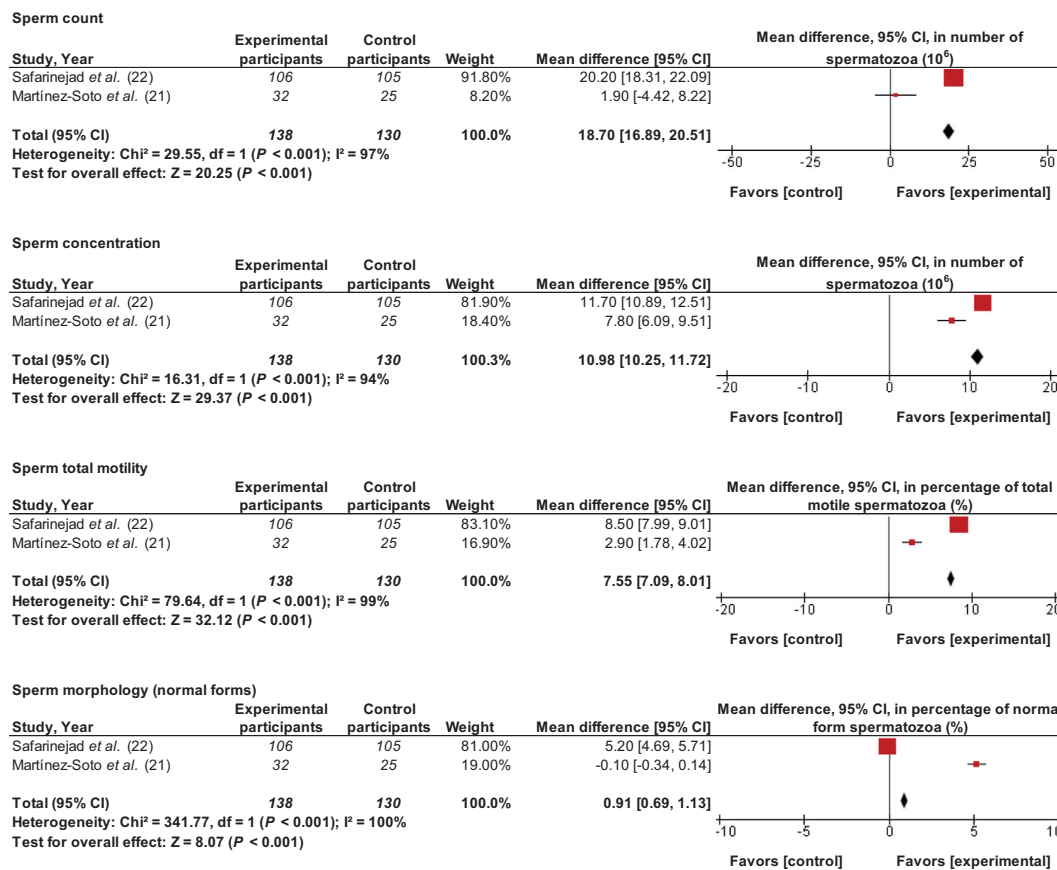 Sperm count
Mean difference, 95% CI, in number of
spermatozoa (10⁶)
Experimental Control
Study, Year participants participants Weight Mean difference [95% CI]
Safarinejad et al. (22) 106 105 91.80% 20.20 [18.31, 22.09]
Martínez-Soto et al. (21) 32 25 8.20% 1.90 [-4.42, 8.22]
Total (95% CI) 138 130 100.0% 18.70 [16.89, 20.51]
Heterogeneity: Chi² = 29.55, df = 1 (P < 0.001); I² = 97%
Test for overall effect: Z = 20.25 (P < 0.001)
-50 -25 0 25 50
Favors [control] Favors [experimental]
Sperm concentration
Mean difference, 95% CI, in number of
spermatozoa (10⁶)
Experimental Control
Study, Year participants participants Weight Mean difference [95% CI]
Safarinejad et al. (22) 106 105 81.90% 11.70 [10.89, 12.51]
Martínez-Soto et al. (21) 32 25 18.40% 7.80 [6.09, 9.51]
Total (95% CI) 138 130 100.3% 10.98 [10.25, 11.72]
Heterogeneity: Chi² = 16.31, df = 1 (P < 0.001); I² = 94%
Test for overall effect: Z = 29.37 (P < 0.001)
-20 -10 0 10 20
Favors [control] Favors [experimental]
Sperm total motility
Mean difference, 95% CI, in percentage of total
motile spermatozoa (%)
Experimental Control
Study, Year participants participants Weight Mean difference [95% CI]
Safarinejad et al. (22) 106 105 83.10% 8.50 [7.99, 9.01]
Martínez-Soto et al. (21) 32 25 16.90% 2.90 [1.78, 4.02]
Total (95% CI) 138 130 100.0% 7.55 [7.09, 8.01]
Heterogeneity: Chi² = 79.64, df = 1 (P < 0.001); I² = 99%
Test for overall effect: Z = 32.12 (P < 0.001)
-20 -10 0 10 20
Favors [control] Favors [experimental]
Sperm morphology (normal forms)
Mean difference, 95% CI, in percentage of normal
form spermatozoa (%)
Experimental Control
Study, Year participants participants Weight Mean difference [95% CI]
Safarinejad et al. (22) 106 105 81.00% 5.20 [4.69, 5.71]
Martínez-Soto et al. (21) 32 25 19.00% -0.10 [-0.34, 0.14]
Total (95% CI) 138 130 100.0% 0.91 [0.69, 1.13]
Heterogeneity: Chi² = 341.77, df = 1 (P < 0.001); I² = 100%
Test for overall effect: Z = 8.07 (P < 0.001)
-10 -5 0 5 10
Favors [control] Favors [experimental]